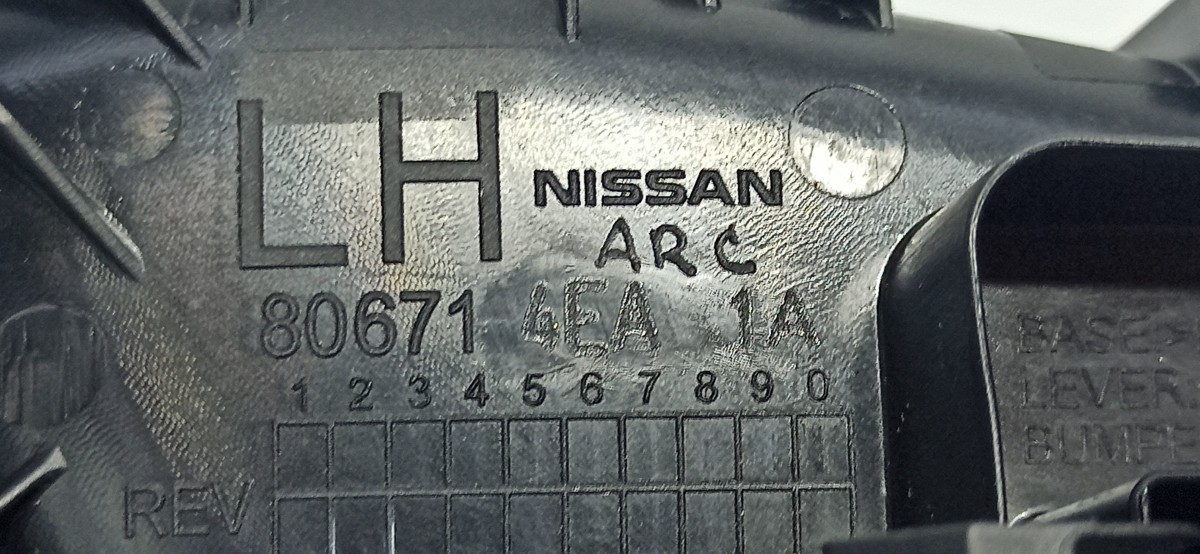 LH NISSAN
ARC
80671 4EA 1A
1 2 3 4 5 6 7 8 9 0
REV
BASE
LEVER
BUMPE